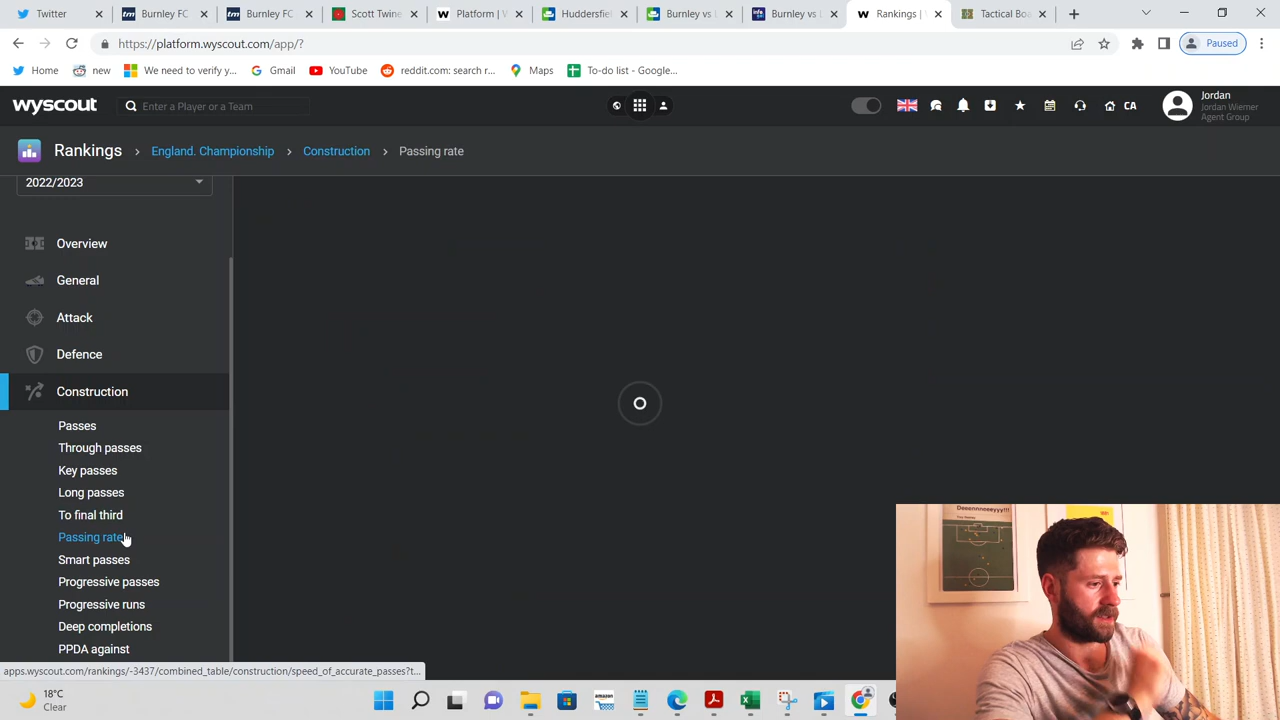 Twitter
Burnley FC
Burnley FC
Scott Twine
Platform | V
Huddersfiel
Burnley vs L
Burnley vs L
Rankings | V
Tactical Boa
https://platform.wyscout.com/app/?
Paused
Home
new
We need to verify y...
Gmail
YouTube
reddit.com: search r...
Maps
To-do list - Google...
wyscout
Enter a Player or a Team
CA
Jordan
Jordan Wiemer
Agent Group
Rankings › England. Championship › Construction › Passing rate
2022/2023
Overview
General
Attack
Defence
Construction
Passes
Through passes
Key passes
Long passes
To final third
Passing rate
Smart passes
Progressive passes
Progressive runs
Deep completions
PPDA against
apps.wyscout.com/rankings/-3437/combined_table/construction/speed_of_accurate_passes?t...
18°C
Clear